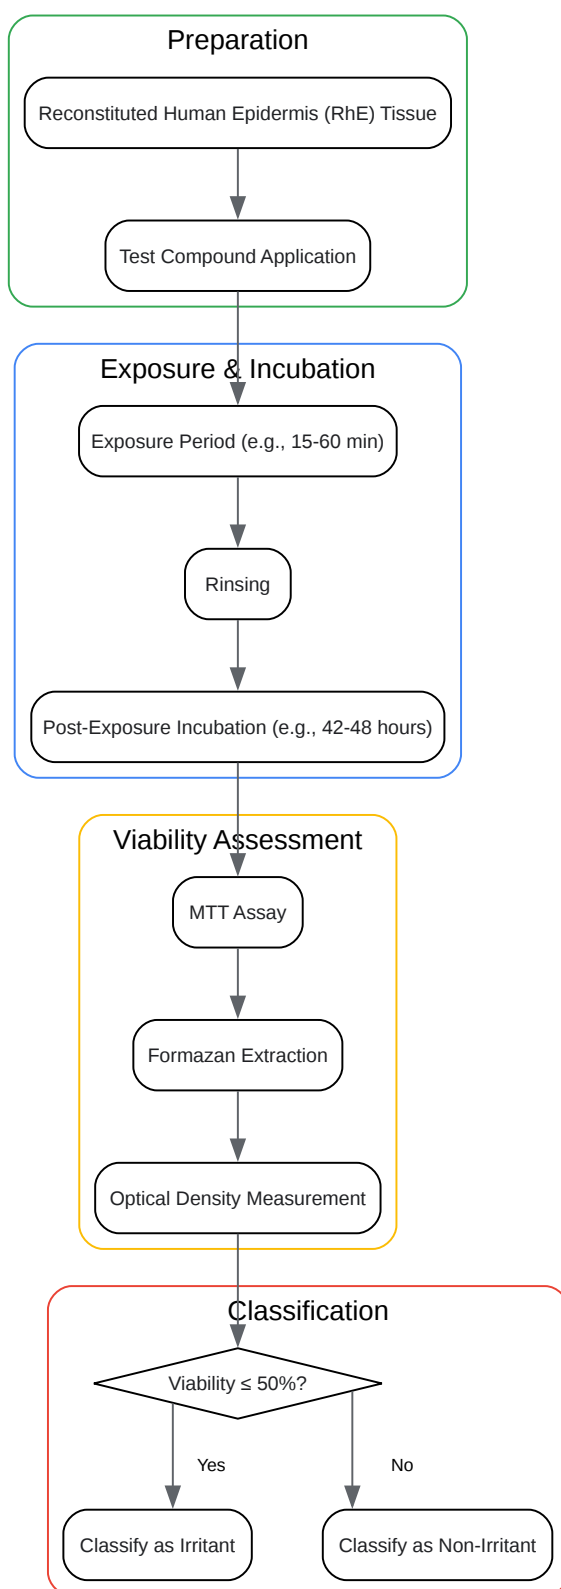 Preparation
Reconstituted Human Epidermis (RhE) Tissue
Test Compound Application
Exposure & Incubation
Exposure Period (e.g., 15-60 min)
Rinsing
Post-Exposure Incubation (e.g., 42-48 hours)
Viability Assessment
MTT Assay
Formazan Extraction
Optical Density Measurement
Classification
Viability ≤ 50%?
Yes
No
Classify as Irritant
Classify as Non-Irritant